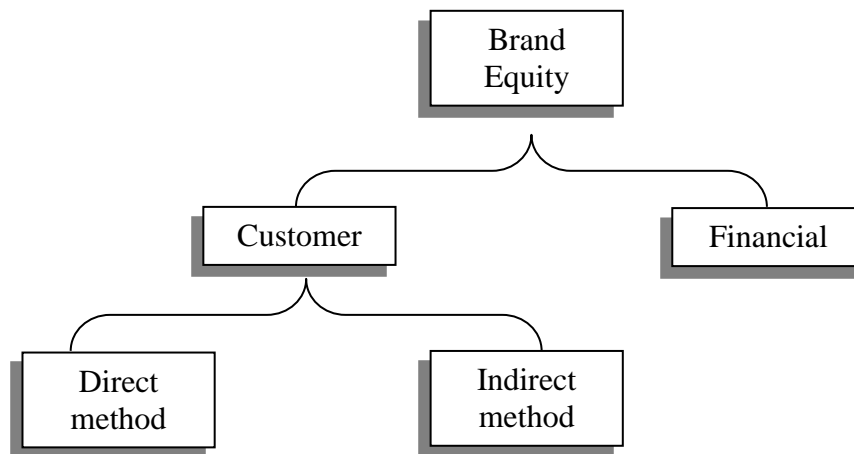 Brand
Equity
Customer
Financial
Direct
method
Indirect
method